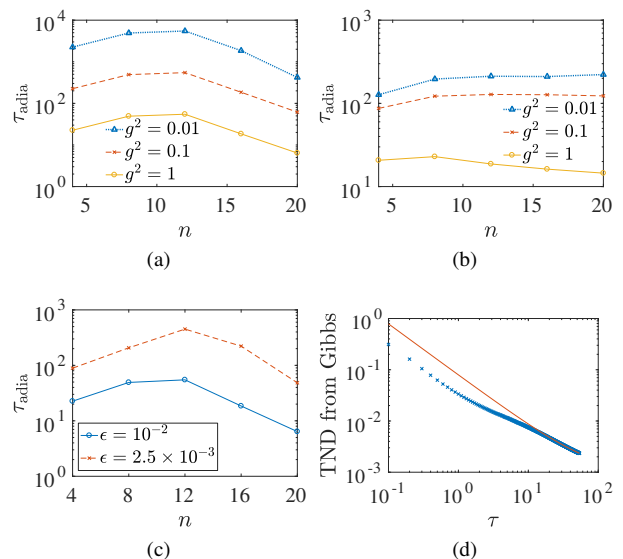 10^4
10^2
10^0
τ_adia
g^2 = 0.01
g^2 = 0.1
g^2 = 1
5 10 15 20
n
(a)
10^3
10^2
10^1
τ_adia
g^2 = 0.01
g^2 = 0.1
g^2 = 1
5 10 15 20
n
(b)
10^3
10^2
10^1
10^0
τ_adia
ϵ = 10^{-2}
ϵ = 2.5 × 10^{-3}
4 8 12 16 20
n
(c)
10^0
10^{-1}
10^{-2}
10^{-3}
TND from Gibbs
10^{-1} 10^0 10^1 10^2
τ
(d)